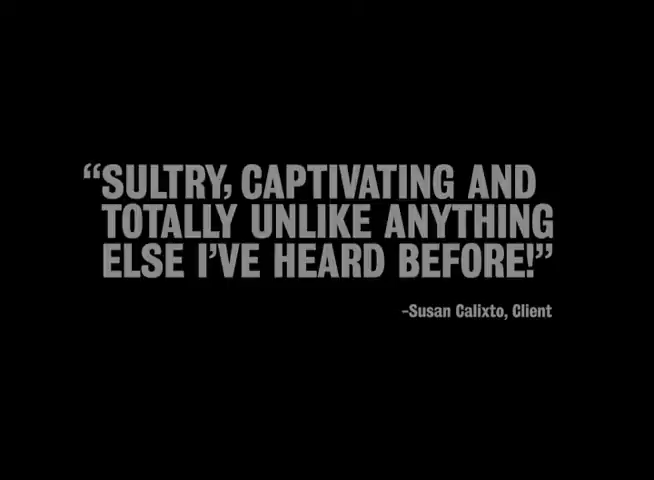 “SULTRY, CAPTIVATING AND
TOTALLY UNLIKE ANYTHING
ELSE I’VE HEARD BEFORE!”
–Susan Calixto, Client